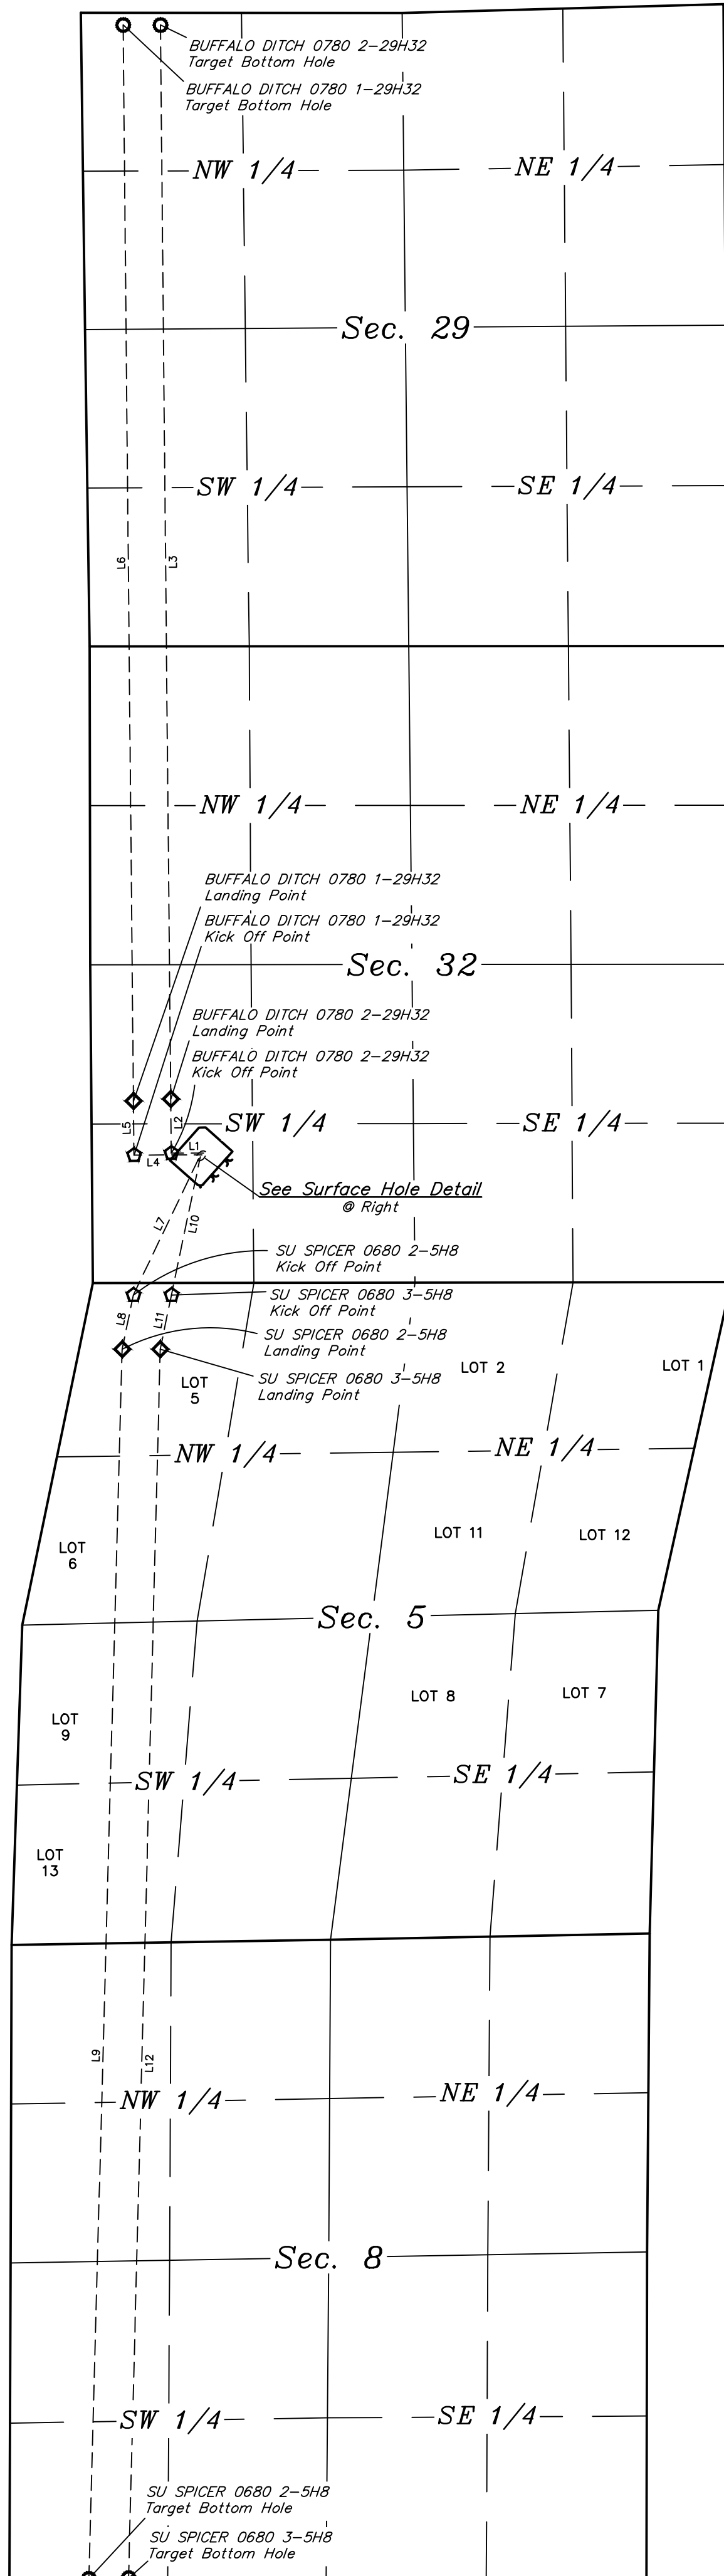 BUFFALO DITCH 0780 2-29H32
Target Bottom Hole
BUFFALO DITCH 0780 1-29H32
Target Bottom Hole
NW 1/4
NE 1/4
Sec. 29
SW 1/4
SE 1/4
L6
L3
NW 1/4
NE 1/4
BUFFALO DITCH 0780 1-29H32
Landing Point
BUFFALO DITCH 0780 1-29H32
Kick Off Point
Sec. 32
BUFFALO DITCH 0780 2-29H32
Landing Point
BUFFALO DITCH 0780 2-29H32
Kick Off Point
L5
L2
SW 1/4
SE 1/4
L4
L1
See Surface Hole Detail
@ Right
L7
L10
SU SPICER 0680 2-5H8
Kick Off Point
SU SPICER 0680 3-5H8
Kick Off Point
L8
L11
SU SPICER 0680 2-5H8
Landing Point
SU SPICER 0680 3-5H8
Landing Point
LOT
5
LOT 2
LOT 1
NW 1/4
NE 1/4
LOT
6
LOT 11
LOT 12
Sec. 5
LOT
9
LOT 8
LOT 7
SW 1/4
SE 1/4
LOT
13
L9
L12
NW 1/4
NE 1/4
Sec. 8
SW 1/4
SE 1/4
SU SPICER 0680 2-5H8
Target Bottom Hole
SU SPICER 0680 3-5H8
Target Bottom Hole